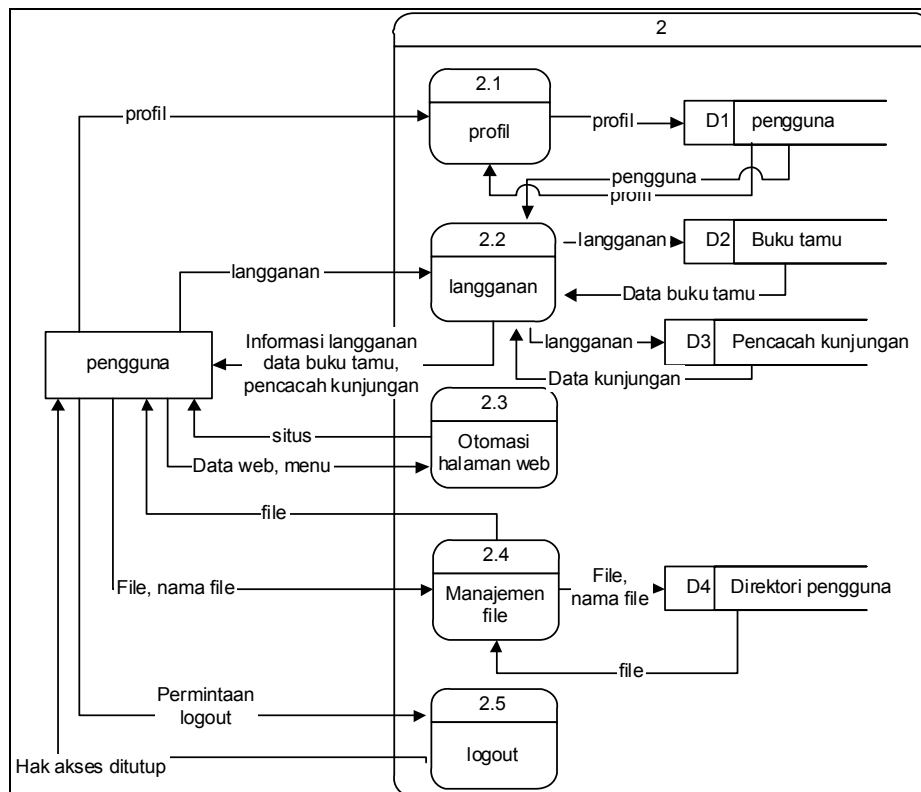 2
2.1
profil
profil
profil
D1 pengguna
pengguna
profil
2.2
langganan
langganan
langganan
D2 Buku tamu
Data buku tamu
langganan
D3 Pencacah kunjungan
Data kunjungan
Informasi langganan
data buku tamu,
pencacah kunjungan
pengguna
2.3
Otomasi
halaman web
situs
Data web, menu
file
2.4
Manajemen
file
File, nama file
File,
nama file
D4 Direktori pengguna
file
Permintaan
logout
2.5
logout
Hak akses ditutup